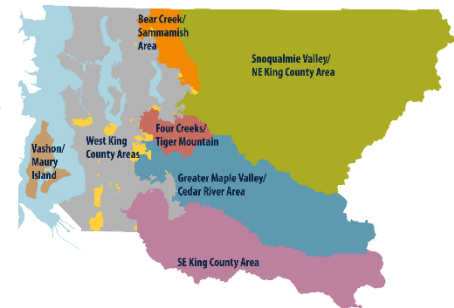 Bear Creek/
Sammamish
Area
Snoqualmie Valley/
NE King County Area
Four Creeks/
Tiger Mountain
West King
County Areas
Vashon/
Maury
Island
Greater Maple Valley/
Cedar River Area
SE King County Area